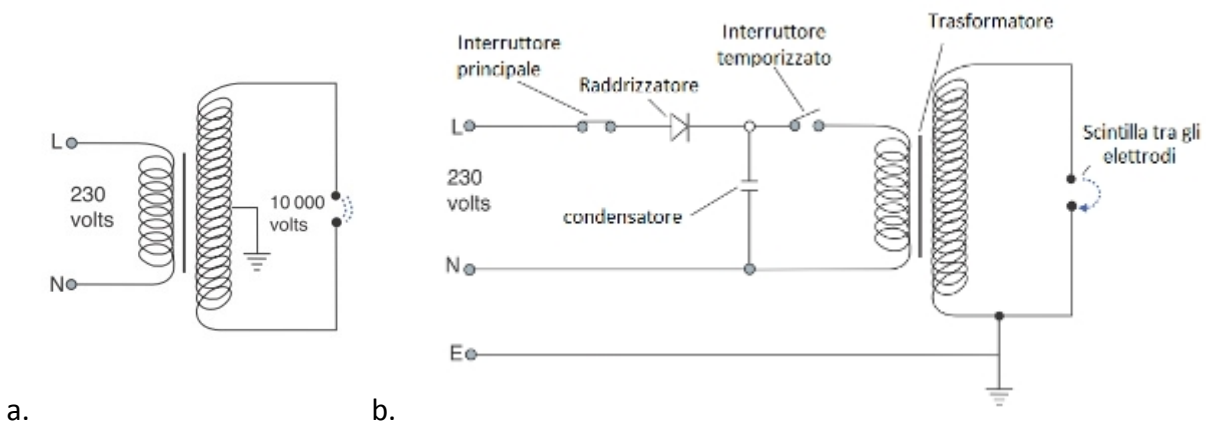 L
230
volts
N
10 000
volts
a.
Interruttore
principale
Raddrizzatore
Interruttore
temporizzato
Trasformatore
L
230
volts
condensatore
Scintilla tra gli
elettrodi
N
E
b.